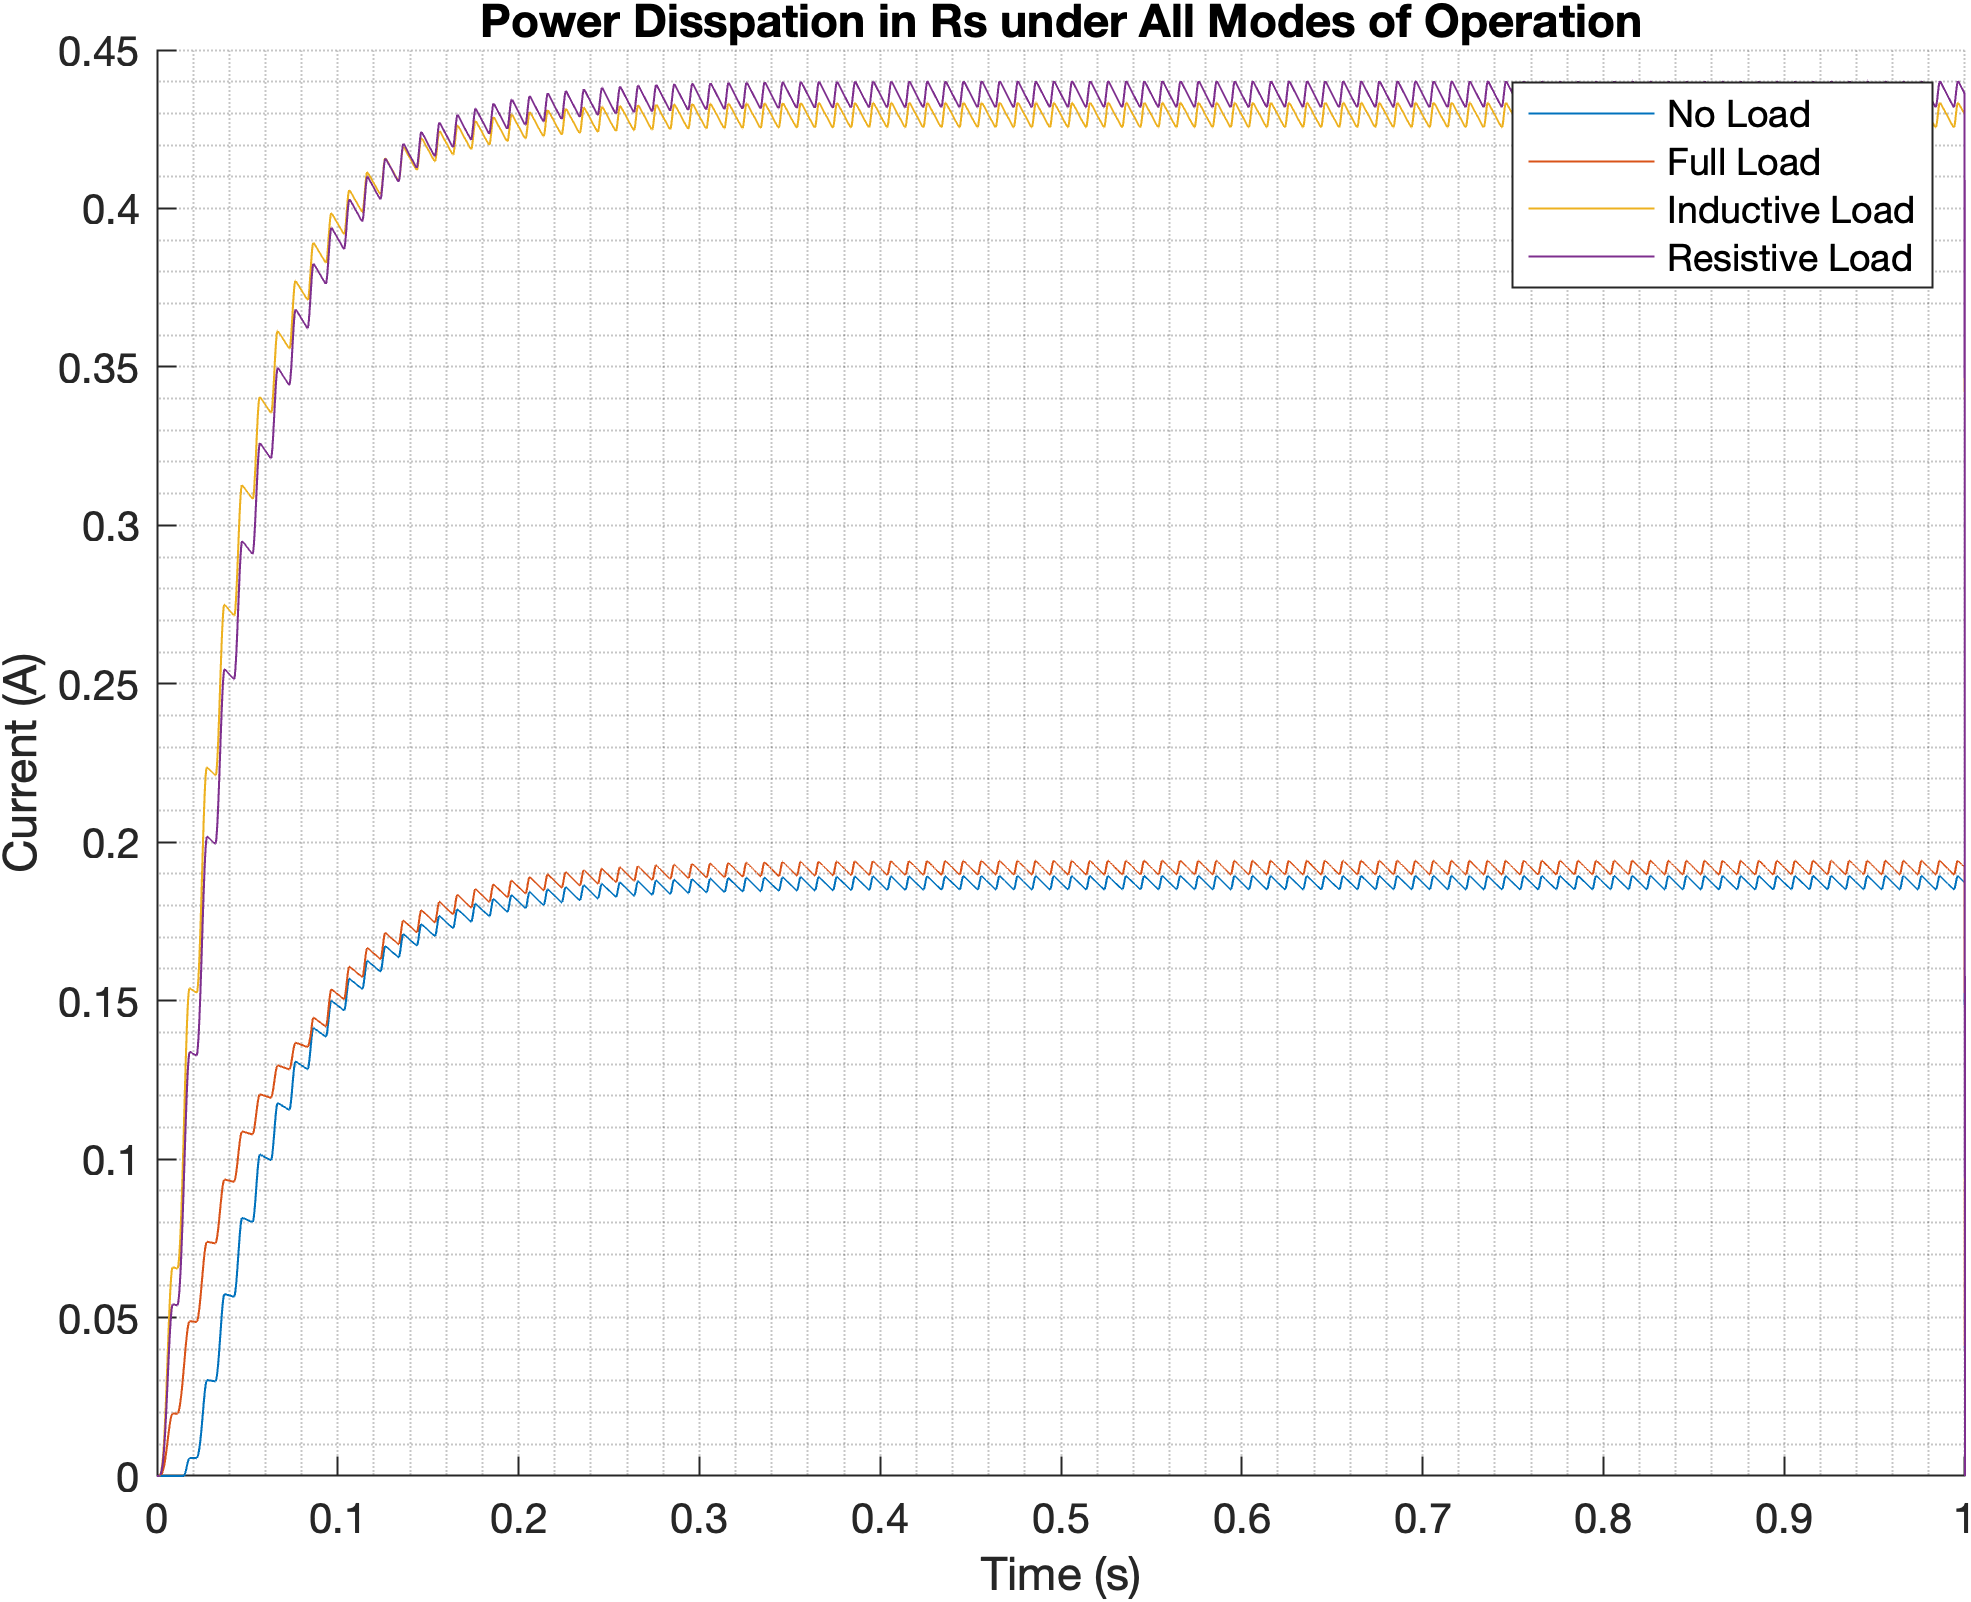 Power Disspation in Rs under All Modes of Operation
0.45
0.4
0.35
0.3
0.25
0.2
0.15
0.1
0.05
0
Current (A)
No Load
Full Load
Inductive Load
Resistive Load
0 0.1 0.2 0.3 0.4 0.5 0.6 0.7 0.8 0.9 1
Time (s)